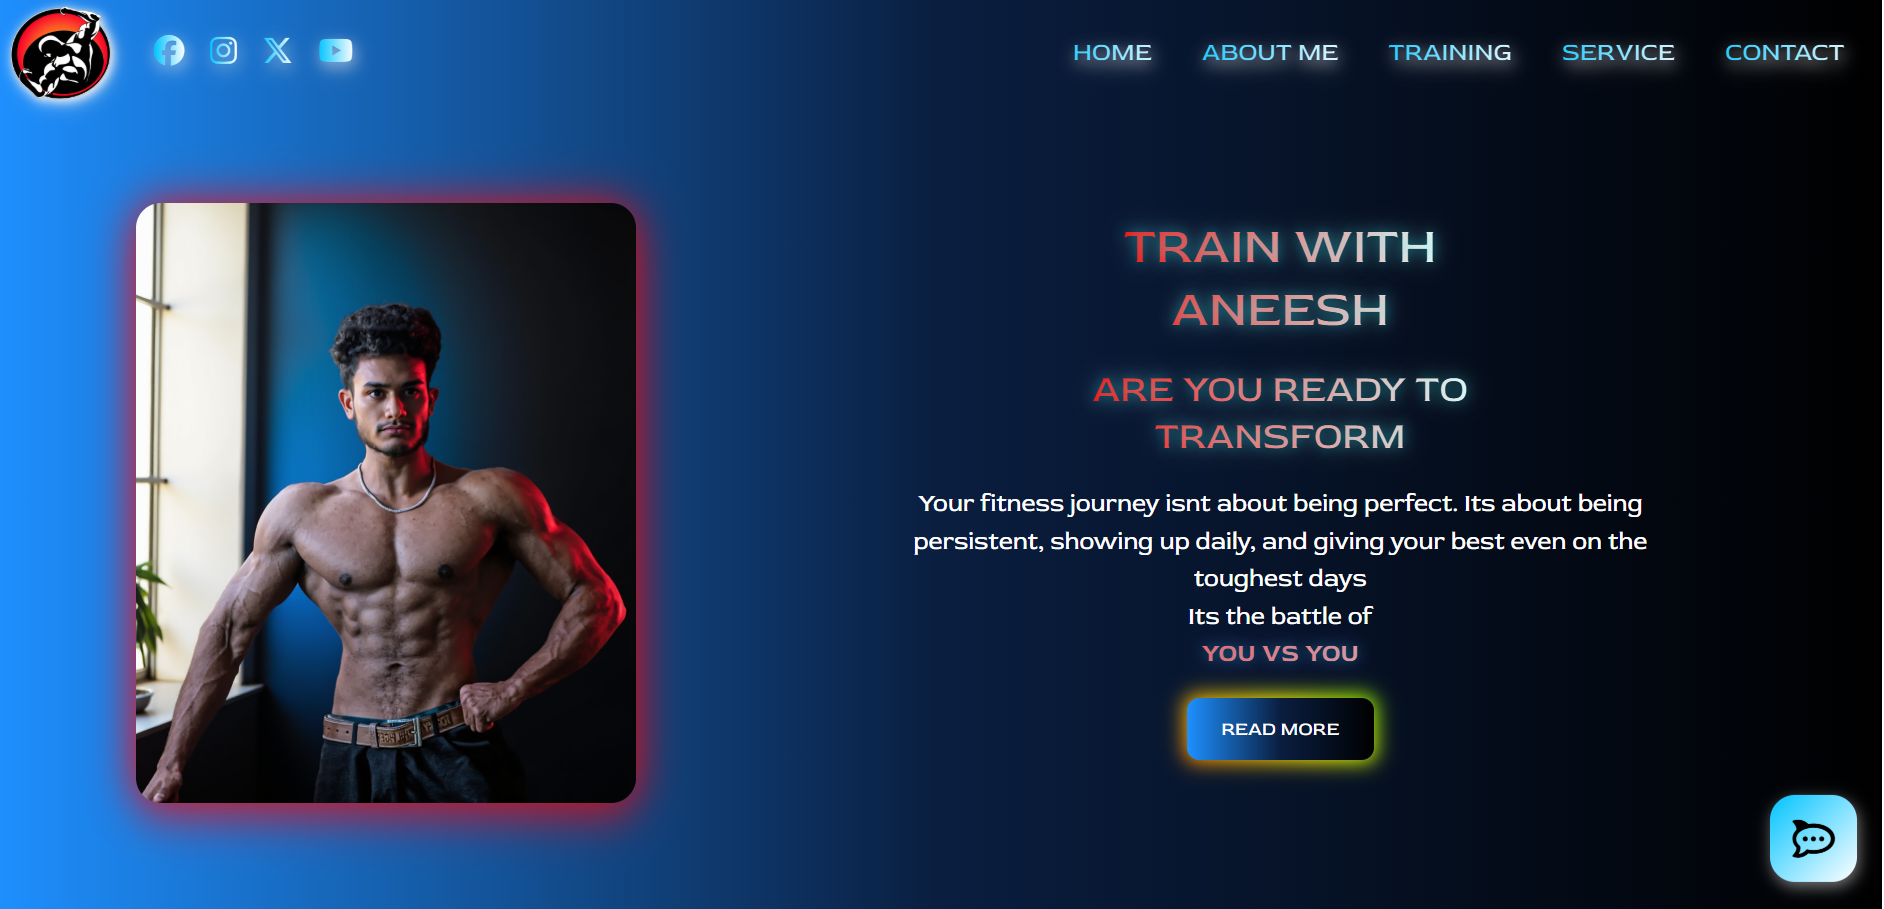 HOME ABOUT ME TRAINING SERVICE CONTACT
TRAIN WITH
ANEESH
ARE YOU READY TO
TRANSFORM
Your fitness journey isnt about being perfect. Its about being
persistent, showing up daily, and giving your best even on the
toughest days
Its the battle of
YOU VS YOU
READ MORE